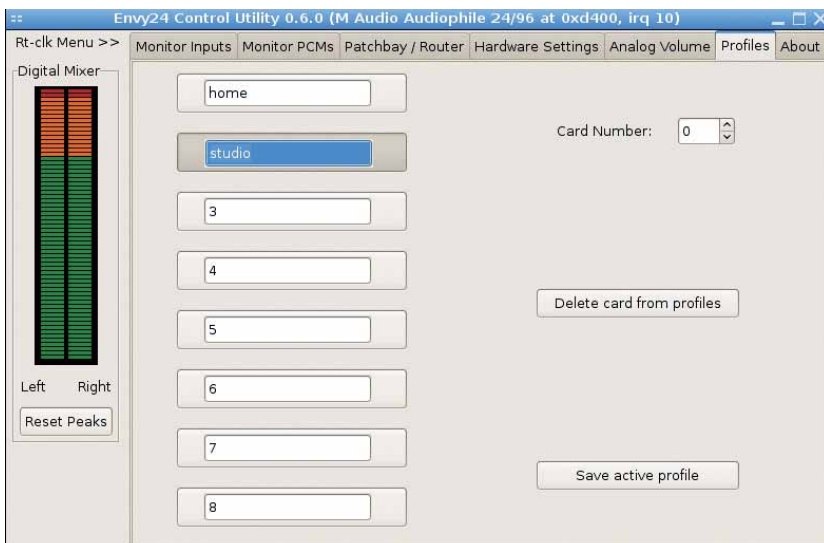 Envy24 Control Utility 0.6.0 (M Audio Audiophile 24/96 at 0xd400, irq 10)
Rt-clk Menu >>
Monitor Inputs Monitor PCMs Patchbay / Router Hardware Settings Analog Volume Profiles About
Digital Mixer
Left Right
Reset Peaks
home
studio
3
4
5
6
7
8
Card Number: 0
Delete card from profiles
Save active profile